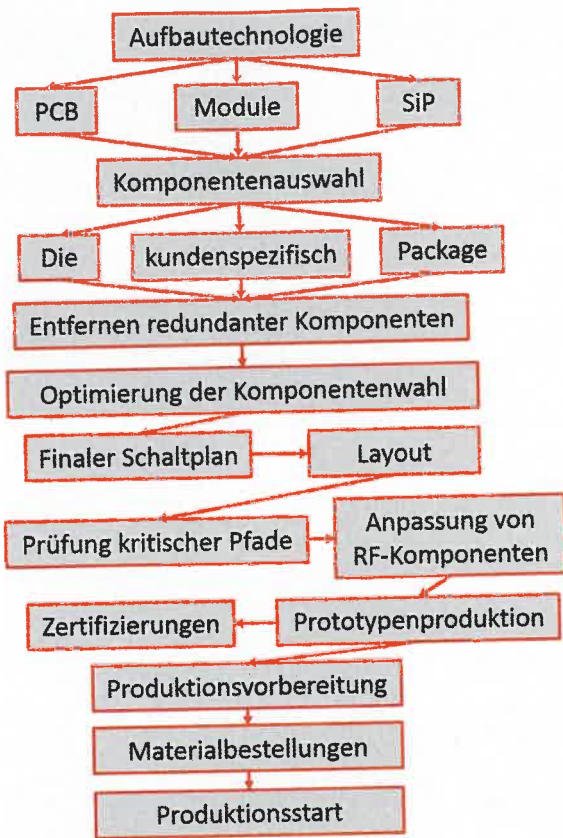 Aufbautechnologie
PCB
Module
SiP
Komponentenauswahl
Die
kundenspezifisch
Package
Entfernen redundanter Komponenten
Optimierung der Komponentenwahl
Finaler Schaltplan
Layout
Prüfung kritischer Pfade
Anpassung von
RF-Komponenten
Zertifizierungen
Prototypenproduktion
Produktionsvorbereitung
Materialbestellungen
Produktionsstart